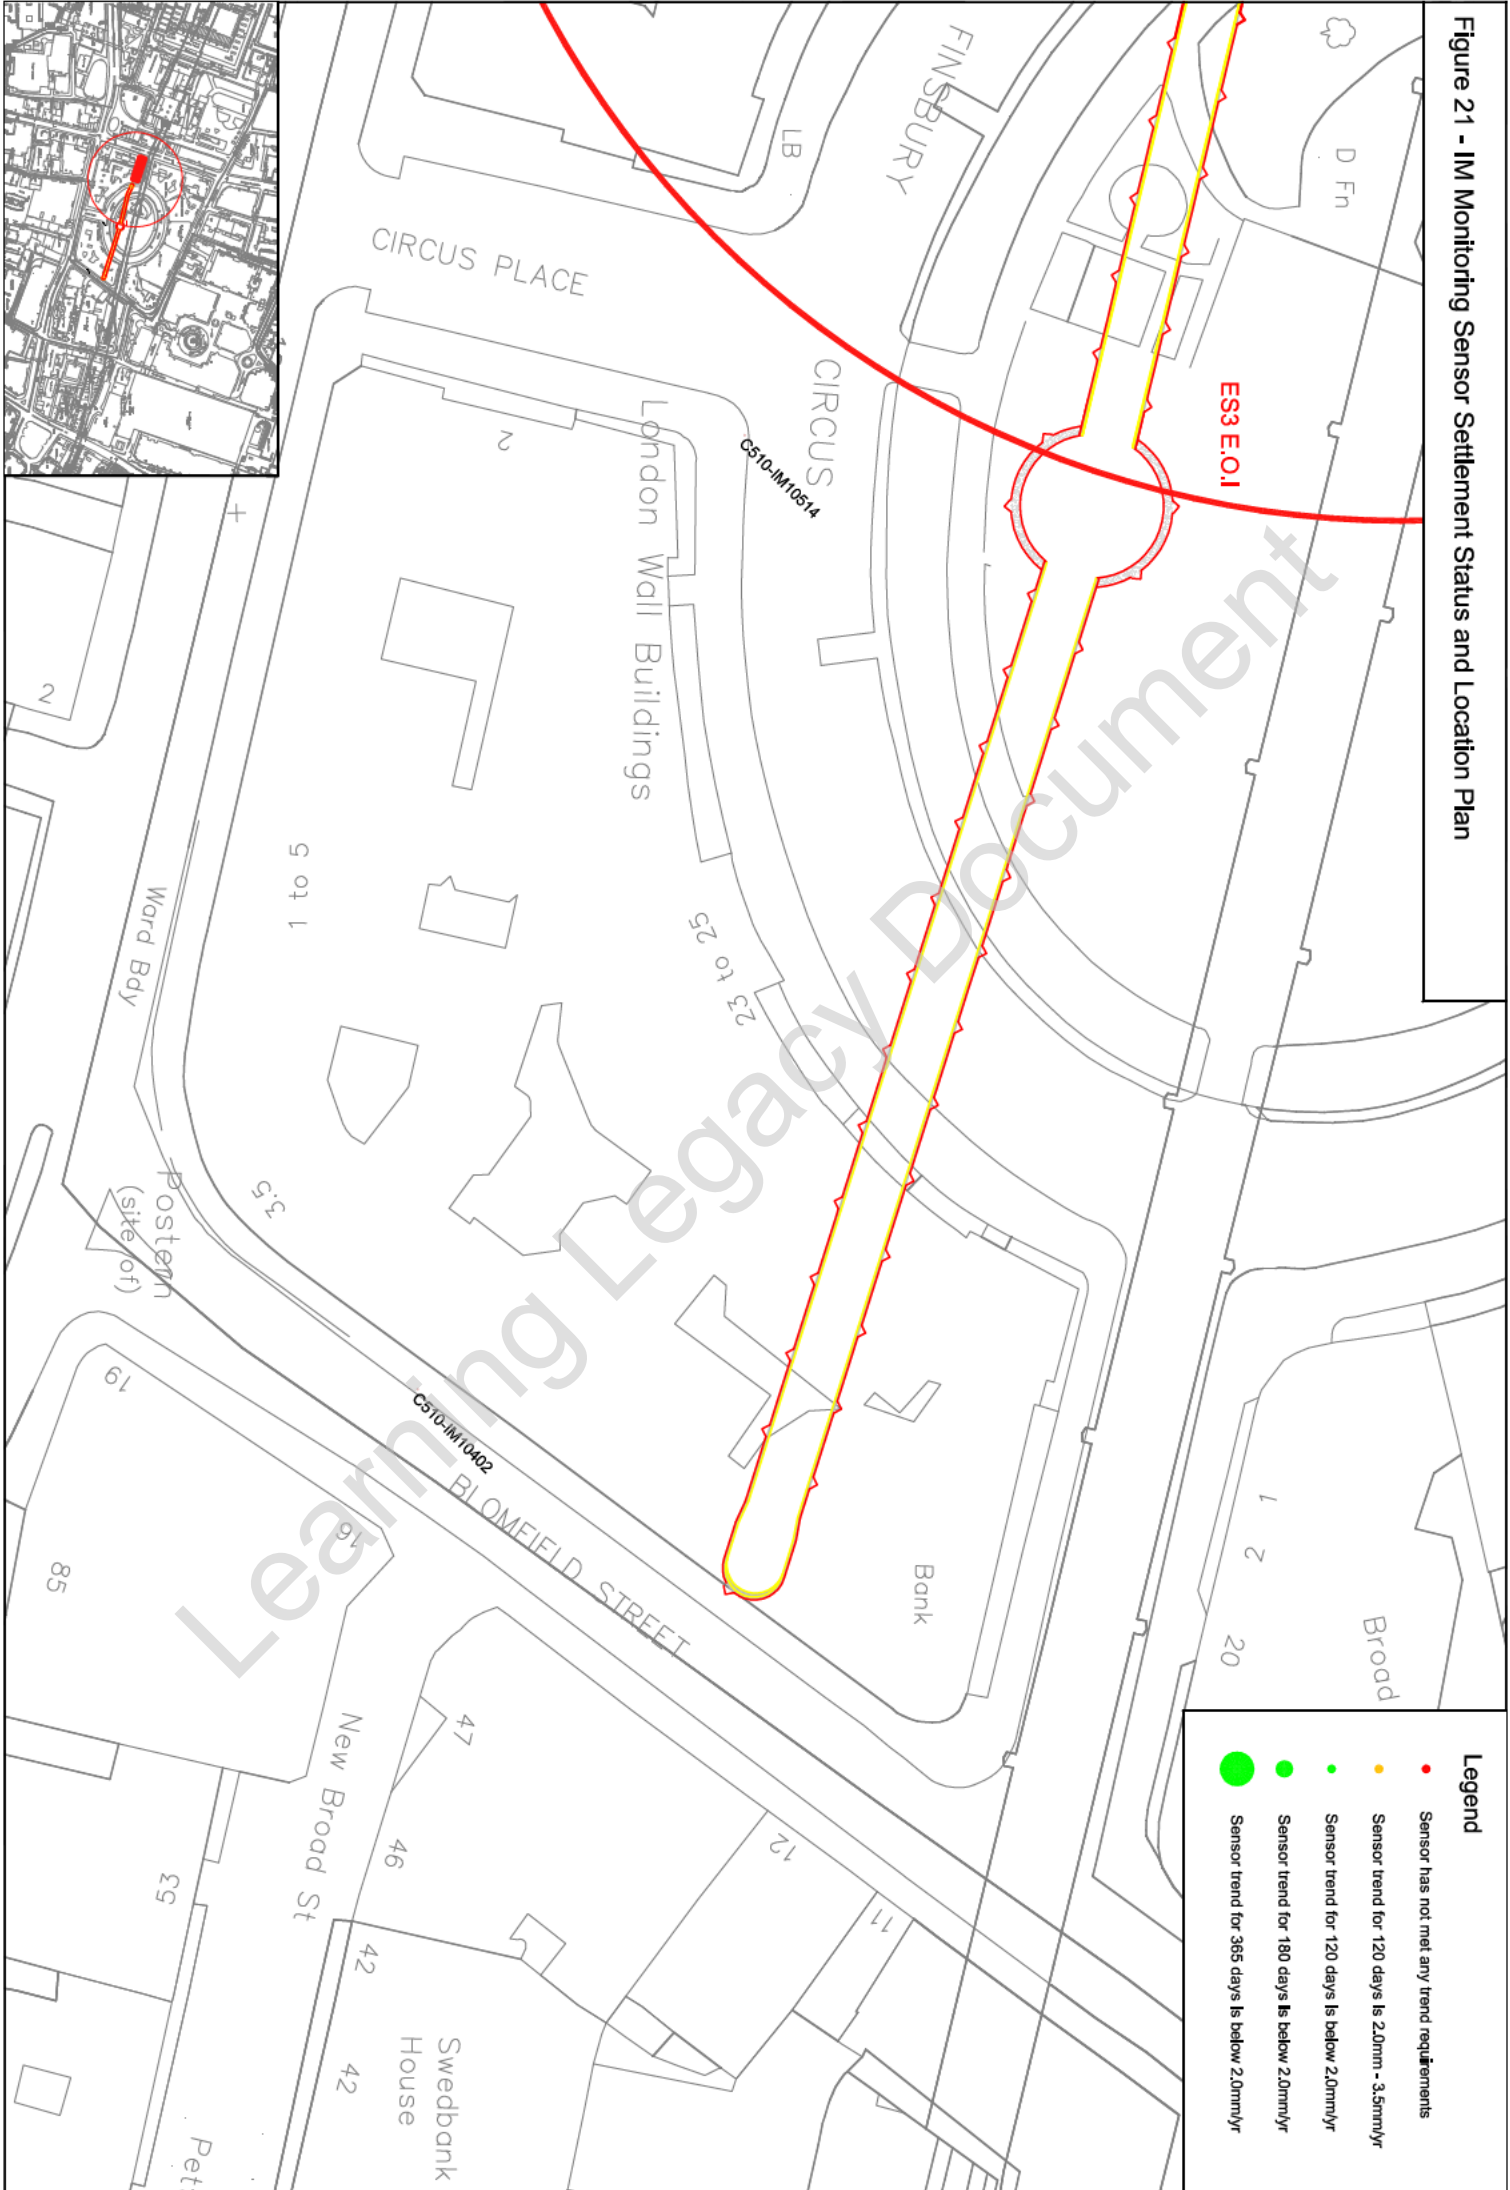 Figure 21 - IM Monitoring Sensor Settlement Status and Location Plan
D Fn
FINSBURY
LB
CIRCUS PLACE
CIRCUS
ES3 E.O.I
C510-IM10514
2
London Wall Buildings
2
1 to 5
23 to 25
Ward Bdy
Postern
(site of)
3.5
19
C510-IM10402
BLOMFIELD STREET
16
85
Bank
1
2
20
Broad
New Broad St
47
46
12
11
53
42
42
Swedbank
House
Pet
Learning Legacy Document
Legend
Sensor has not met any trend requirements
Sensor trend for 120 days is 2.0mm - 3.5mm/yr
Sensor trend for 120 days is below 2.0mm/yr
Sensor trend for 180 days is below 2.0mm/yr
Sensor trend for 365 days is below 2.0mm/yr